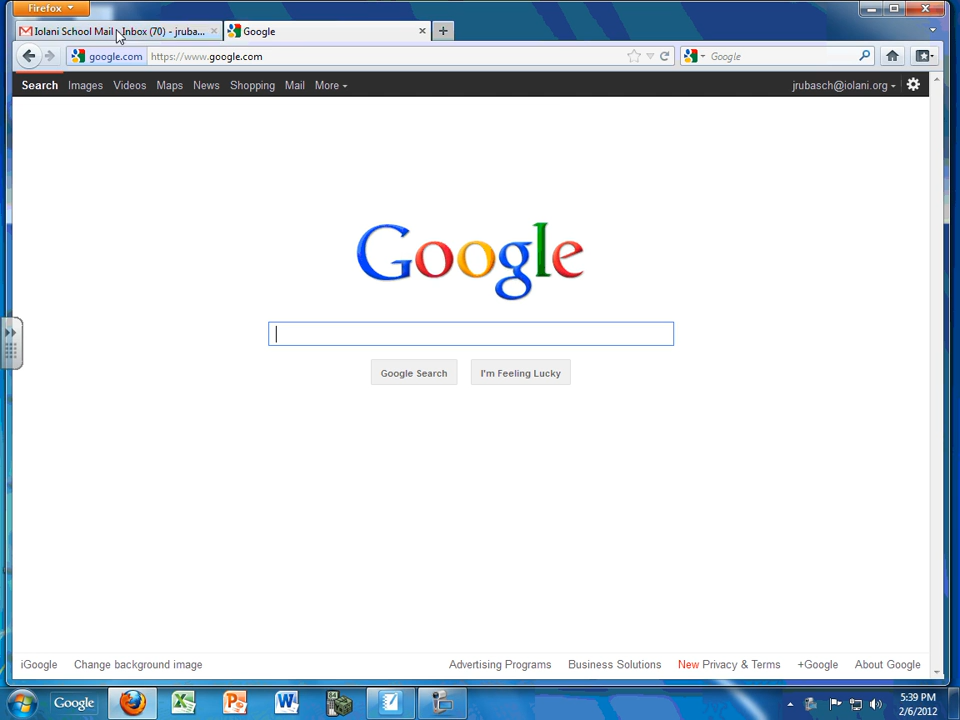 Firefox
Iolani School Mail - Inbox (70) - jruba...
Google
google.com https://www.google.com
Google
Search Images Videos Maps News Shopping Mail More
jrubasch@iolani.org
Google
Google Search
I'm Feeling Lucky
iGoogle Change background image
Advertising Programs Business Solutions New Privacy & Terms +Google About Google
Google
5:39 PM
2/6/2012